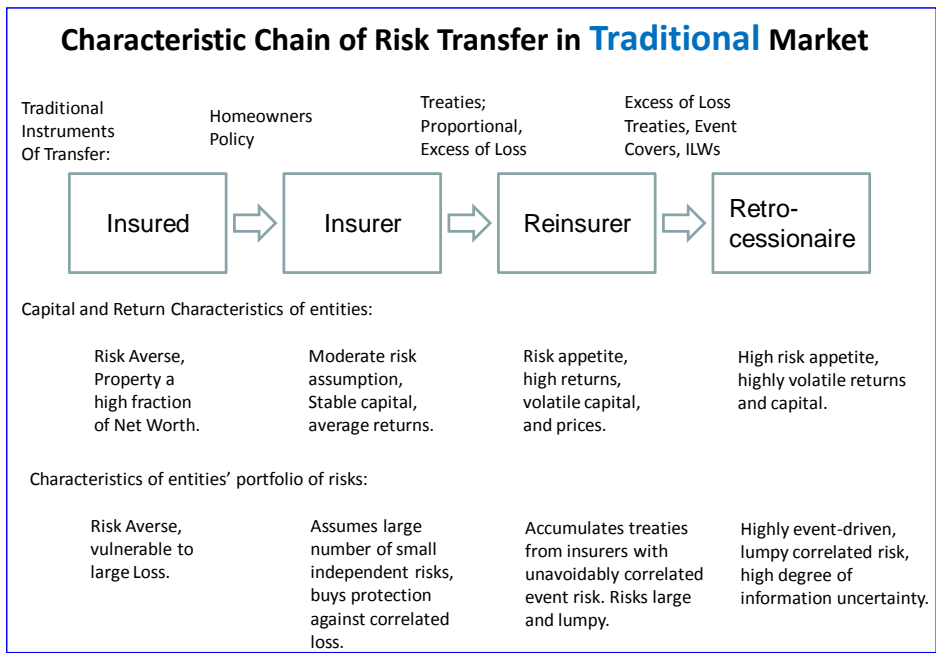 Characteristic Chain of Risk Transfer in Traditional Market
Traditional
Instruments
Of Transfer:
Homeowners
Policy
Treaties;
Proportional,
Excess of Loss
Excess of Loss
Treaties, Event
Covers, ILWs
Insured
Insurer
Reinsurer
Retro-
cessionaire
Capital and Return Characteristics of entities:
Risk Averse,
Property a
high fraction
of Net Worth.
Moderate risk
assumption,
Stable capital,
average returns.
Risk appetite,
high returns,
volatile capital,
and prices.
High risk appetite,
highly volatile returns
and capital.
Characteristics of entities' portfolio of risks:
Risk Averse,
vulnerable to
large Loss.
Assumes large
number of small
independent risks,
buys protection
against correlated
loss.
Accumulates treaties
from insurers with
unavoidably correlated
event risk. Risks large
and lumpy.
Highly event-driven,
lumpy correlated risk,
high degree of
information uncertainty.